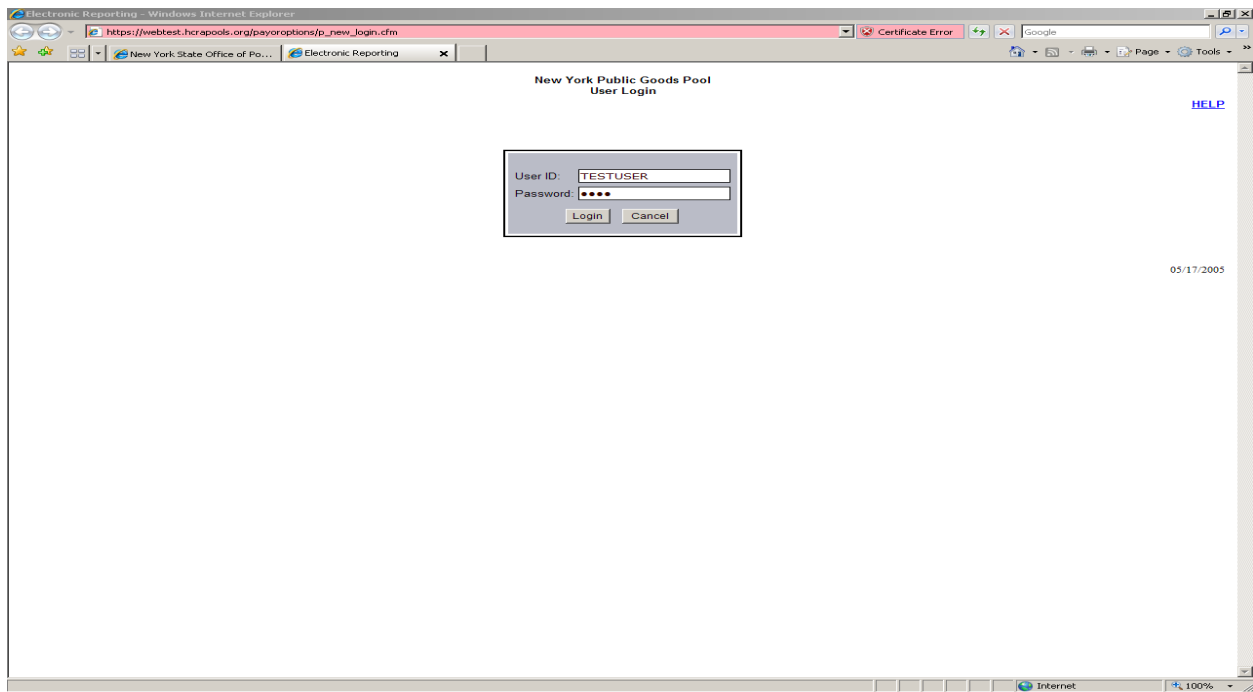 Electronic Reporting - Windows Internet Explorer
https://webtest.hcrapools.org/payoroptions/p_new_login.cfm Certificate Error Google
New York State Office of Po... Electronic Reporting Page Tools
New York Public Goods Pool
User Login
HELP
User ID: TESTUSER
Password: ••••
Login Cancel
05/17/2005
Internet 100%